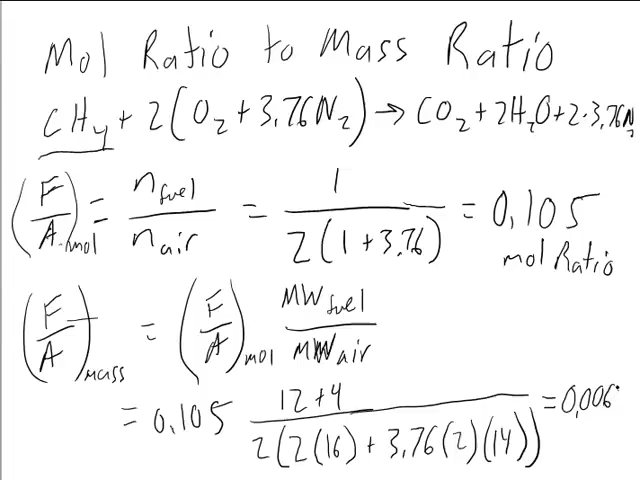 Mol Ratio to Mass Ratio
CH4 + 2(O2 + 3.76N2) → CO2 + 2H2O + 2·3.76N2
(F/A)mol = nfuel/nair = 1/(2(1+3.76)) = 0.105
mol Ratio
(F/A)mass = (F/A)mol MWfuel/MWair
= 0.105 (12+4)/(2(2(16) + 3.76(2)(14))) = 0.006